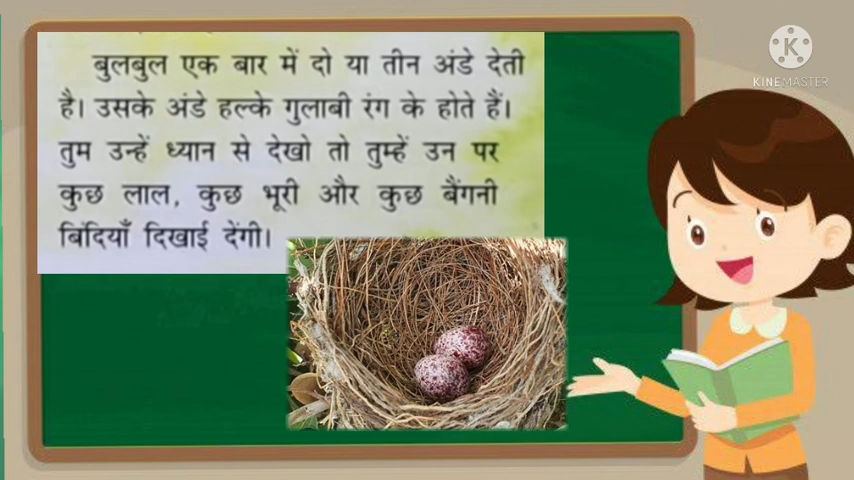 बुलबुल एक बार में दो या तीन अंडे देती
है। उसके अंडे हल्के गुलाबी रंग के होते हैं।
तुम उन्हें ध्यान से देखो तो तुम्हें उन पर
कुछ लाल, कुछ भूरी और कुछ बैंगनी
बिंदियाँ दिखाई देंगी।
K
KINEMASTER